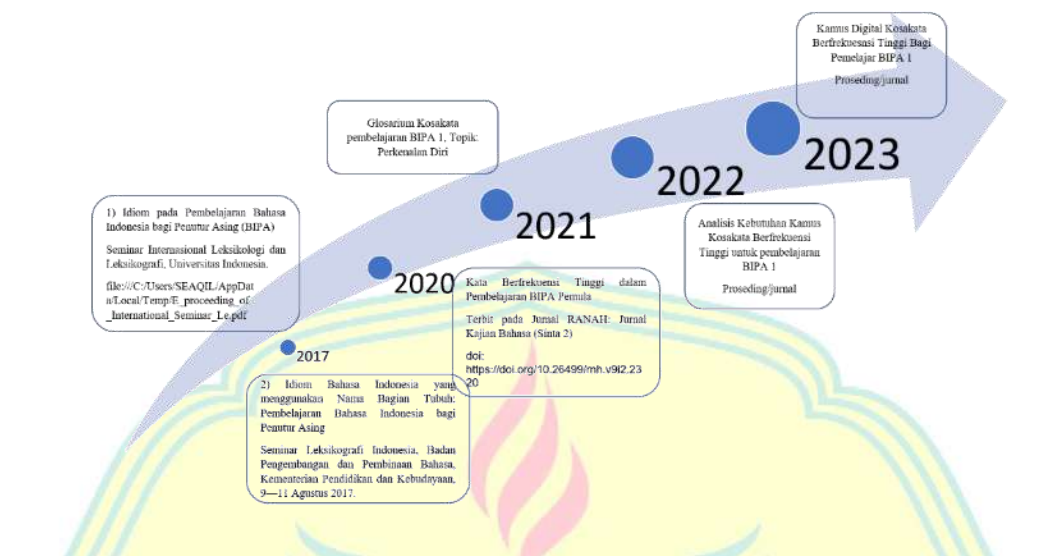 Kamus Digital Kosakata
Berfrekuesnsi Tinggi Bagi
Pemelajar BIPA 1
Proseding/jurnal
2023
Glosarium Kosakata
pembelajaran BIPA 1, Topik:
Perkenalan Diri
2022
1) Idiom pada Pembelajaran Bahasa
Indonesia bagi Penutur Asing (BIPA)
Seminar Internasional Leksikologi dan
Leksikografi, Universitas Indonesia.
file:///C:/Users/SEAQIL/AppDat
a/Local/Temp/E_proceeding_of
_International_Seminar_Le.pdf
2021
Analisis Kebutuhan Kamus
Kosakata Berfrekuensi
Tinggi untuk pembelajaran
BIPA 1
Proseding/jurnal
2020
Kata Berfrekuensi Tinggi dalam
Pembelajaran BIPA Pemula
Terbit pada Jurnal RANAH: Jurnal
Kajian Bahasa (Sinta 2)
doi:
https://doi.org/10.26499/rnh.v9i2.23
20
2017
2) Idiom Bahasa Indonesia yang
menggunakan Nama Bagian Tubuh:
Pembelajaran Bahasa Indonesia bagi
Penutur Asing
Seminar Leksikografi Indonesia, Badan
Pengembangan dan Pembinaan Bahasa,
Kementerian Pendidikan dan Kebudayaan,
9—11 Agustus 2017.